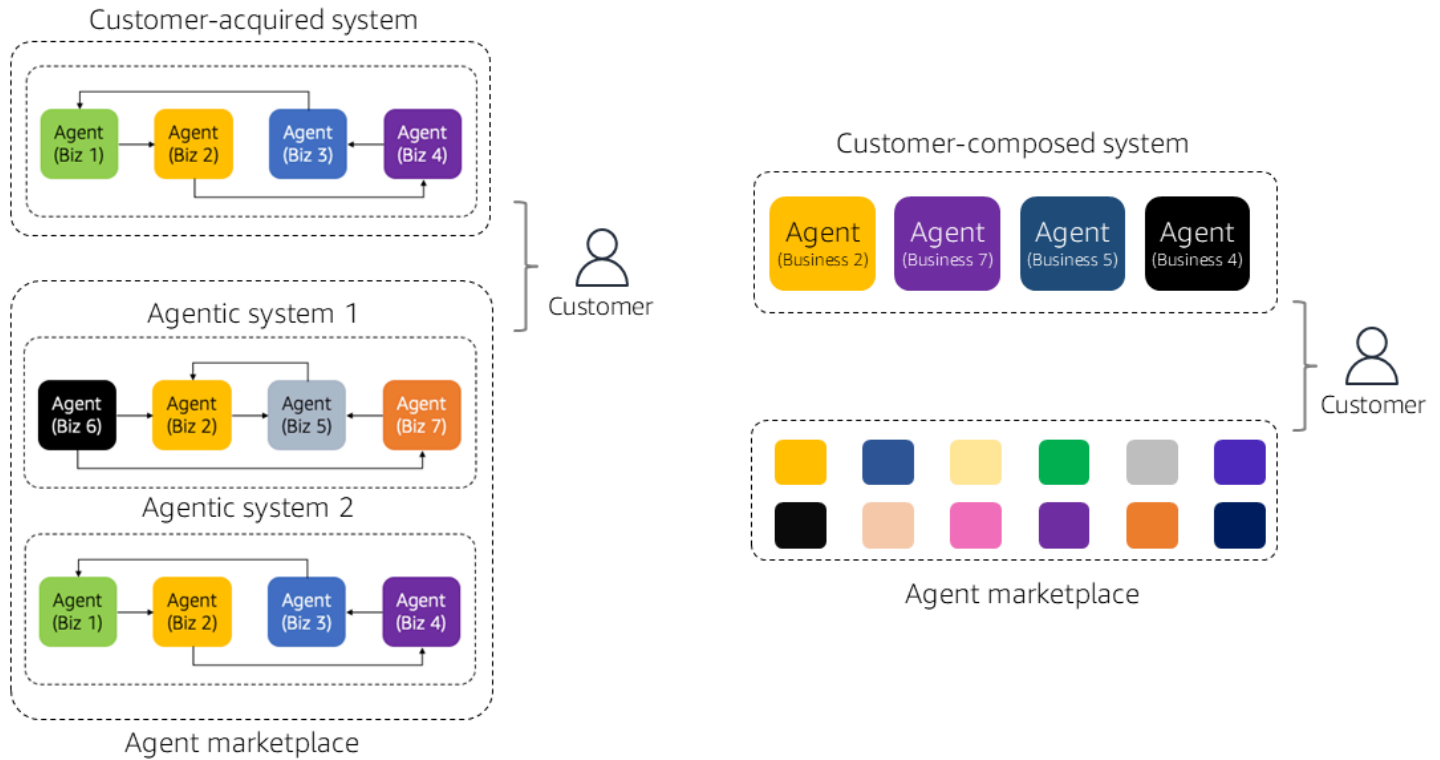 Customer-acquired system
Agent
(Biz 1)
Agent
(Biz 2)
Agent
(Biz 3)
Agent
(Biz 4)
Customer
Agentic system 1
Agent
(Biz 6)
Agent
(Biz 2)
Agent
(Biz 5)
Agent
(Biz 7)
Agentic system 2
Agent
(Biz 1)
Agent
(Biz 2)
Agent
(Biz 3)
Agent
(Biz 4)
Agent marketplace
Customer-composed system
Agent
(Business 2)
Agent
(Business 7)
Agent
(Business 5)
Agent
(Business 4)
Customer
Agent marketplace